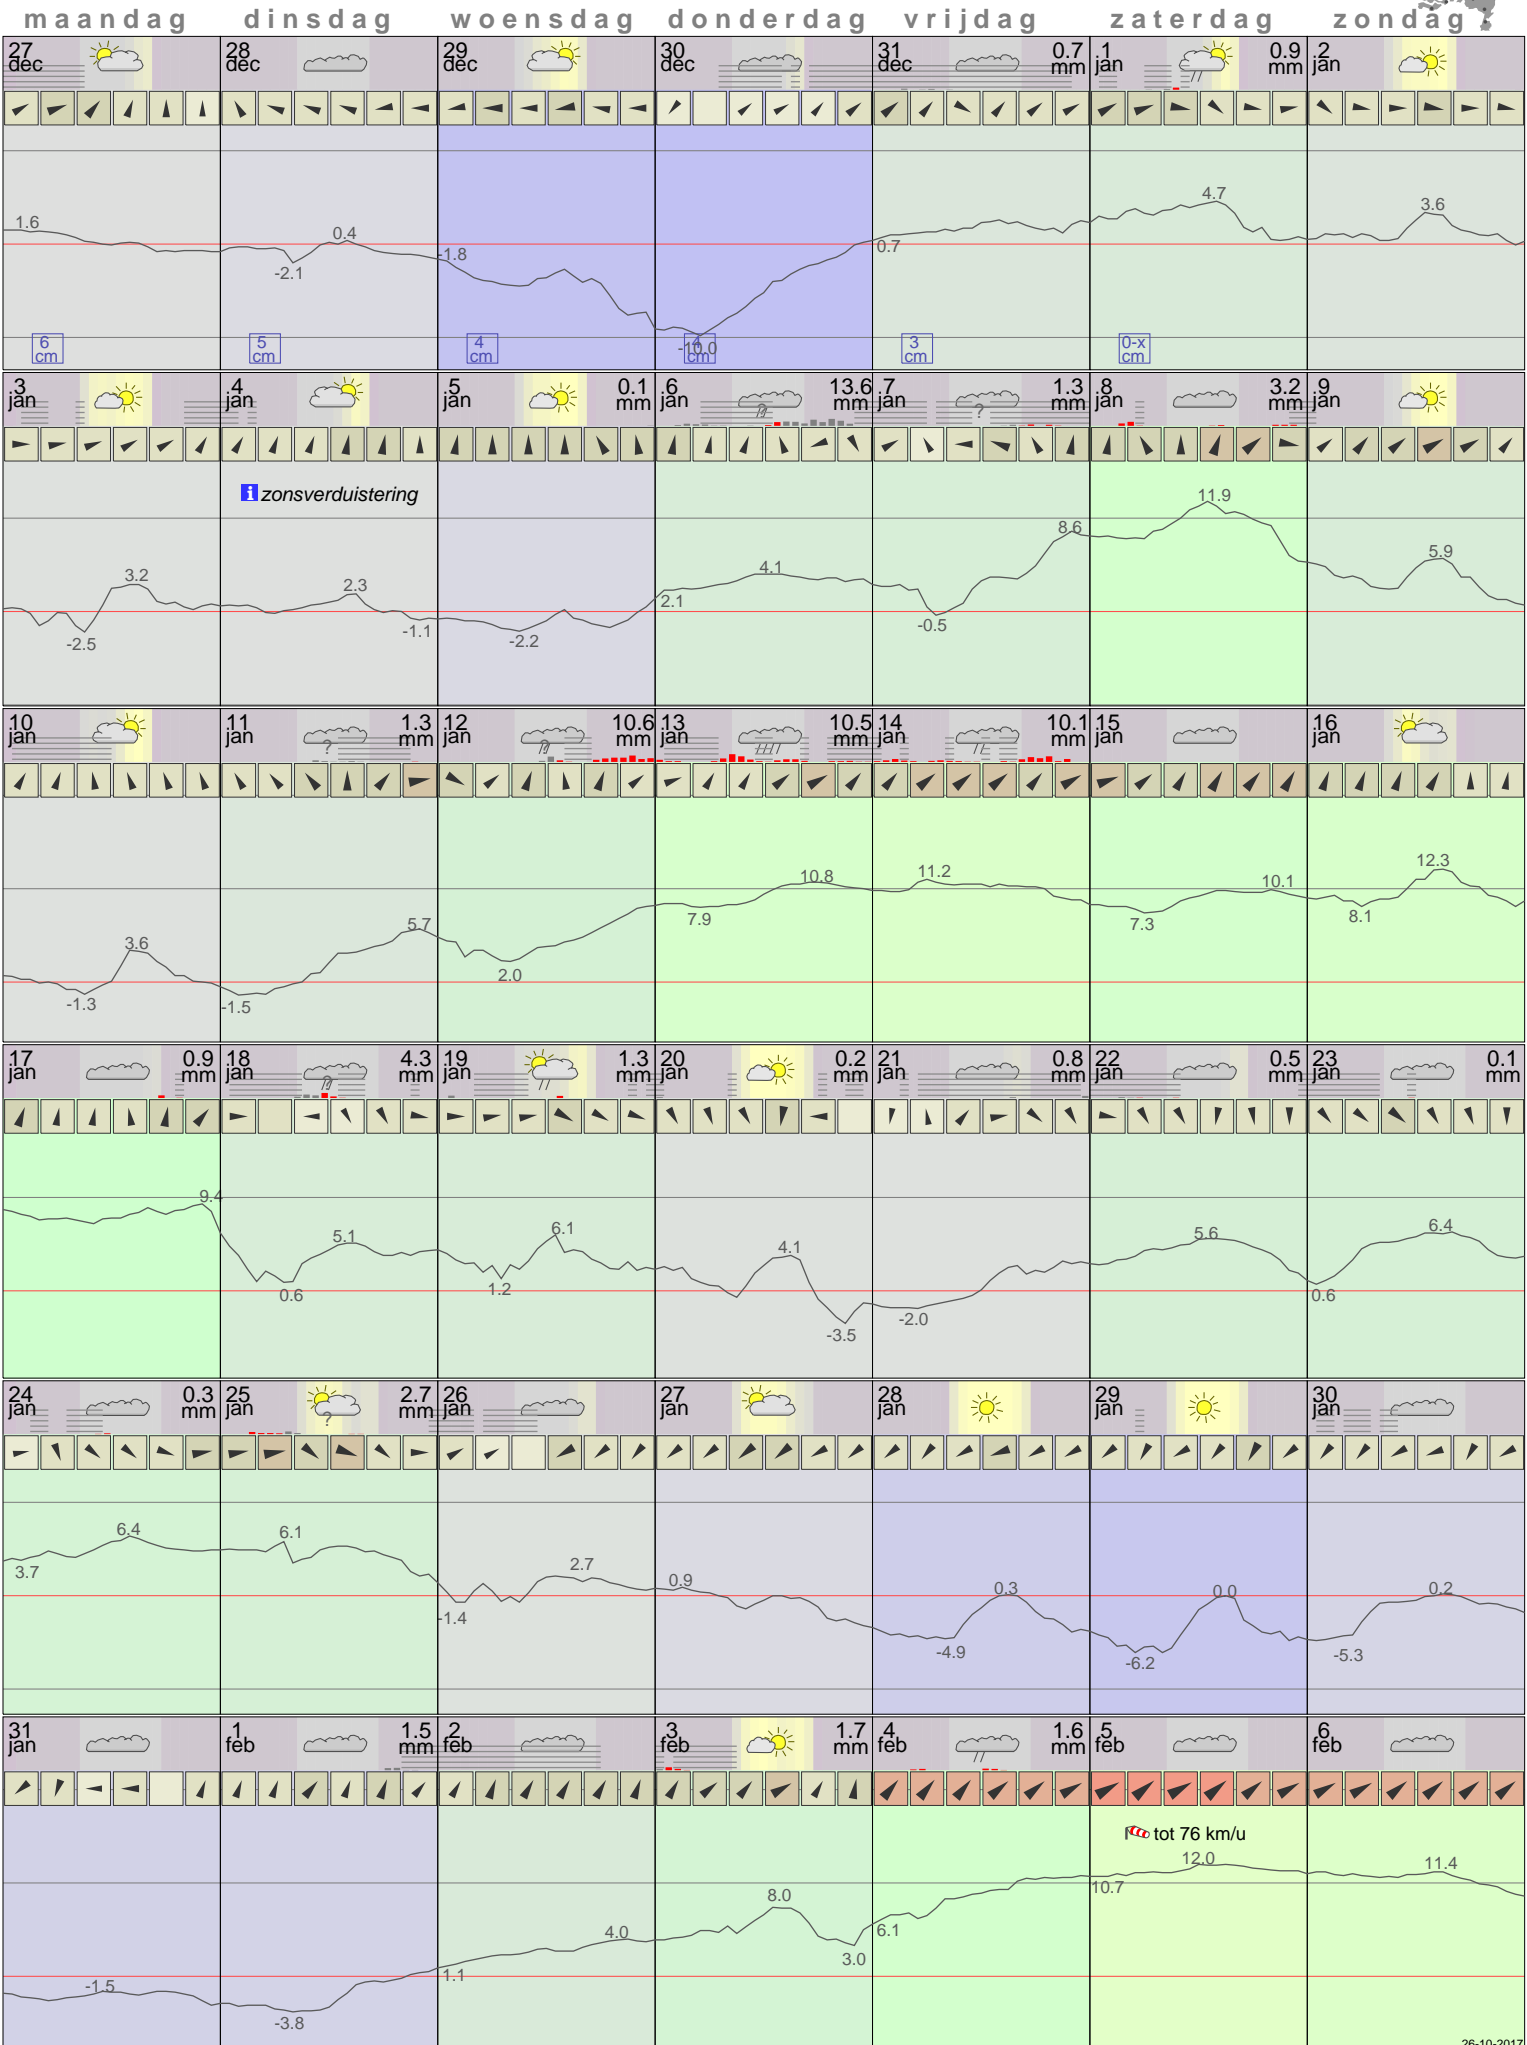 maandag dinsdag woensdag donderdag vrijdag zaterdag zondag
27 dec 28 dec 29 dec 30 dec 31 dec 0.7 mm 1 jan 0.9 mm 2 jan
1.6 -2.1 0.4 -1.8 -10.0 0.7 4.7 3.6
6 cm 5 cm 4 cm 4 cm 3 cm 0-x cm
3 jan 4 jan 5 jan 0.1 mm 6 jan 13.6 7 jan 1.3 mm 8 jan 3.2 mm 9 jan
? ?
i zonsverduistering
-2.5 3.2 2.3 -1.1 -2.2 2.1 4.1 -0.5 8.6 11.9 5.9
10 jan 11 jan 1.3 mm 12 jan 10.6 mm 13 jan 10.5 mm 14 jan 10.1 mm 15 jan 16 jan
? ?
-1.3 3.6 -1.5 5.7 2.0 7.9 10.8 11.2 7.3 10.1 8.1 12.3
17 jan 0.9 mm 18 jan 4.3 mm 19 jan 1.3 mm 20 jan 0.2 mm 21 jan 0.8 mm 22 jan 0.5 mm 23 jan 0.1 mm
?
9.4 0.6 5.1 1.2 6.1 4.1 -3.5 -2.0 5.6 0.6 6.4
24 jan 0.3 mm 25 jan 2.7 mm 26 jan 27 jan 28 jan 29 jan 30 jan
?
3.7 6.4 6.1 -1.4 2.7 0.9 -4.9 0.3 -6.2 0.0 -5.3 0.2
31 jan 1 feb 1.5 mm 2 feb 3 feb 1.7 mm 4 feb 1.6 mm 5 feb 6 feb
tot 76 km/u
-1.5 -3.8 1.1 4.0 8.0 3.0 6.1 10.7 12.0 11.4
26-10-2017